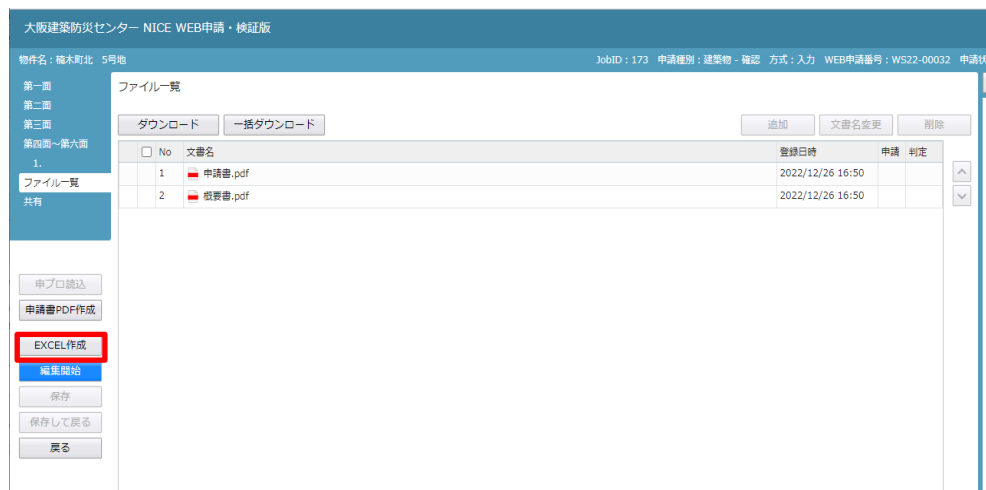 大阪建築防災センター NICE WEB申請・検証版
物件名：楠木町北 5号地 JobID：173 申請種別：建築物 - 確認 方式：入力 WEB申請番号：WS22-00032 申請状
第一面
第二面
第三面
第四面～第六面
1.
ファイル一覧
共有
ファイル一覧
ダウンロード 一括ダウンロード 追加 文書名変更 削除
No 文書名 登録日時 申請 判定
1 申請書.pdf 2022/12/26 16:50
2 概要書.pdf 2022/12/26 16:50
申プロ読込
申請書PDF作成
EXCEL作成
編集開始
保存
保存して戻る
戻る